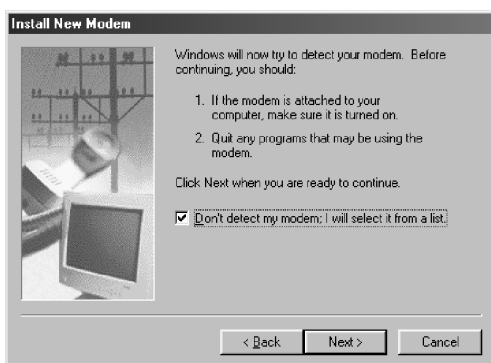 Install New Modem
Windows will now try to detect your modem. Before
continuing, you should:
1. If the modem is attached to your
computer, make sure it is turned on.
2. Quit any programs that may be using the
modem.
Click Next when you are ready to continue.
Don't detect my modem; I will select it from a list.
< Back
Next >
Cancel